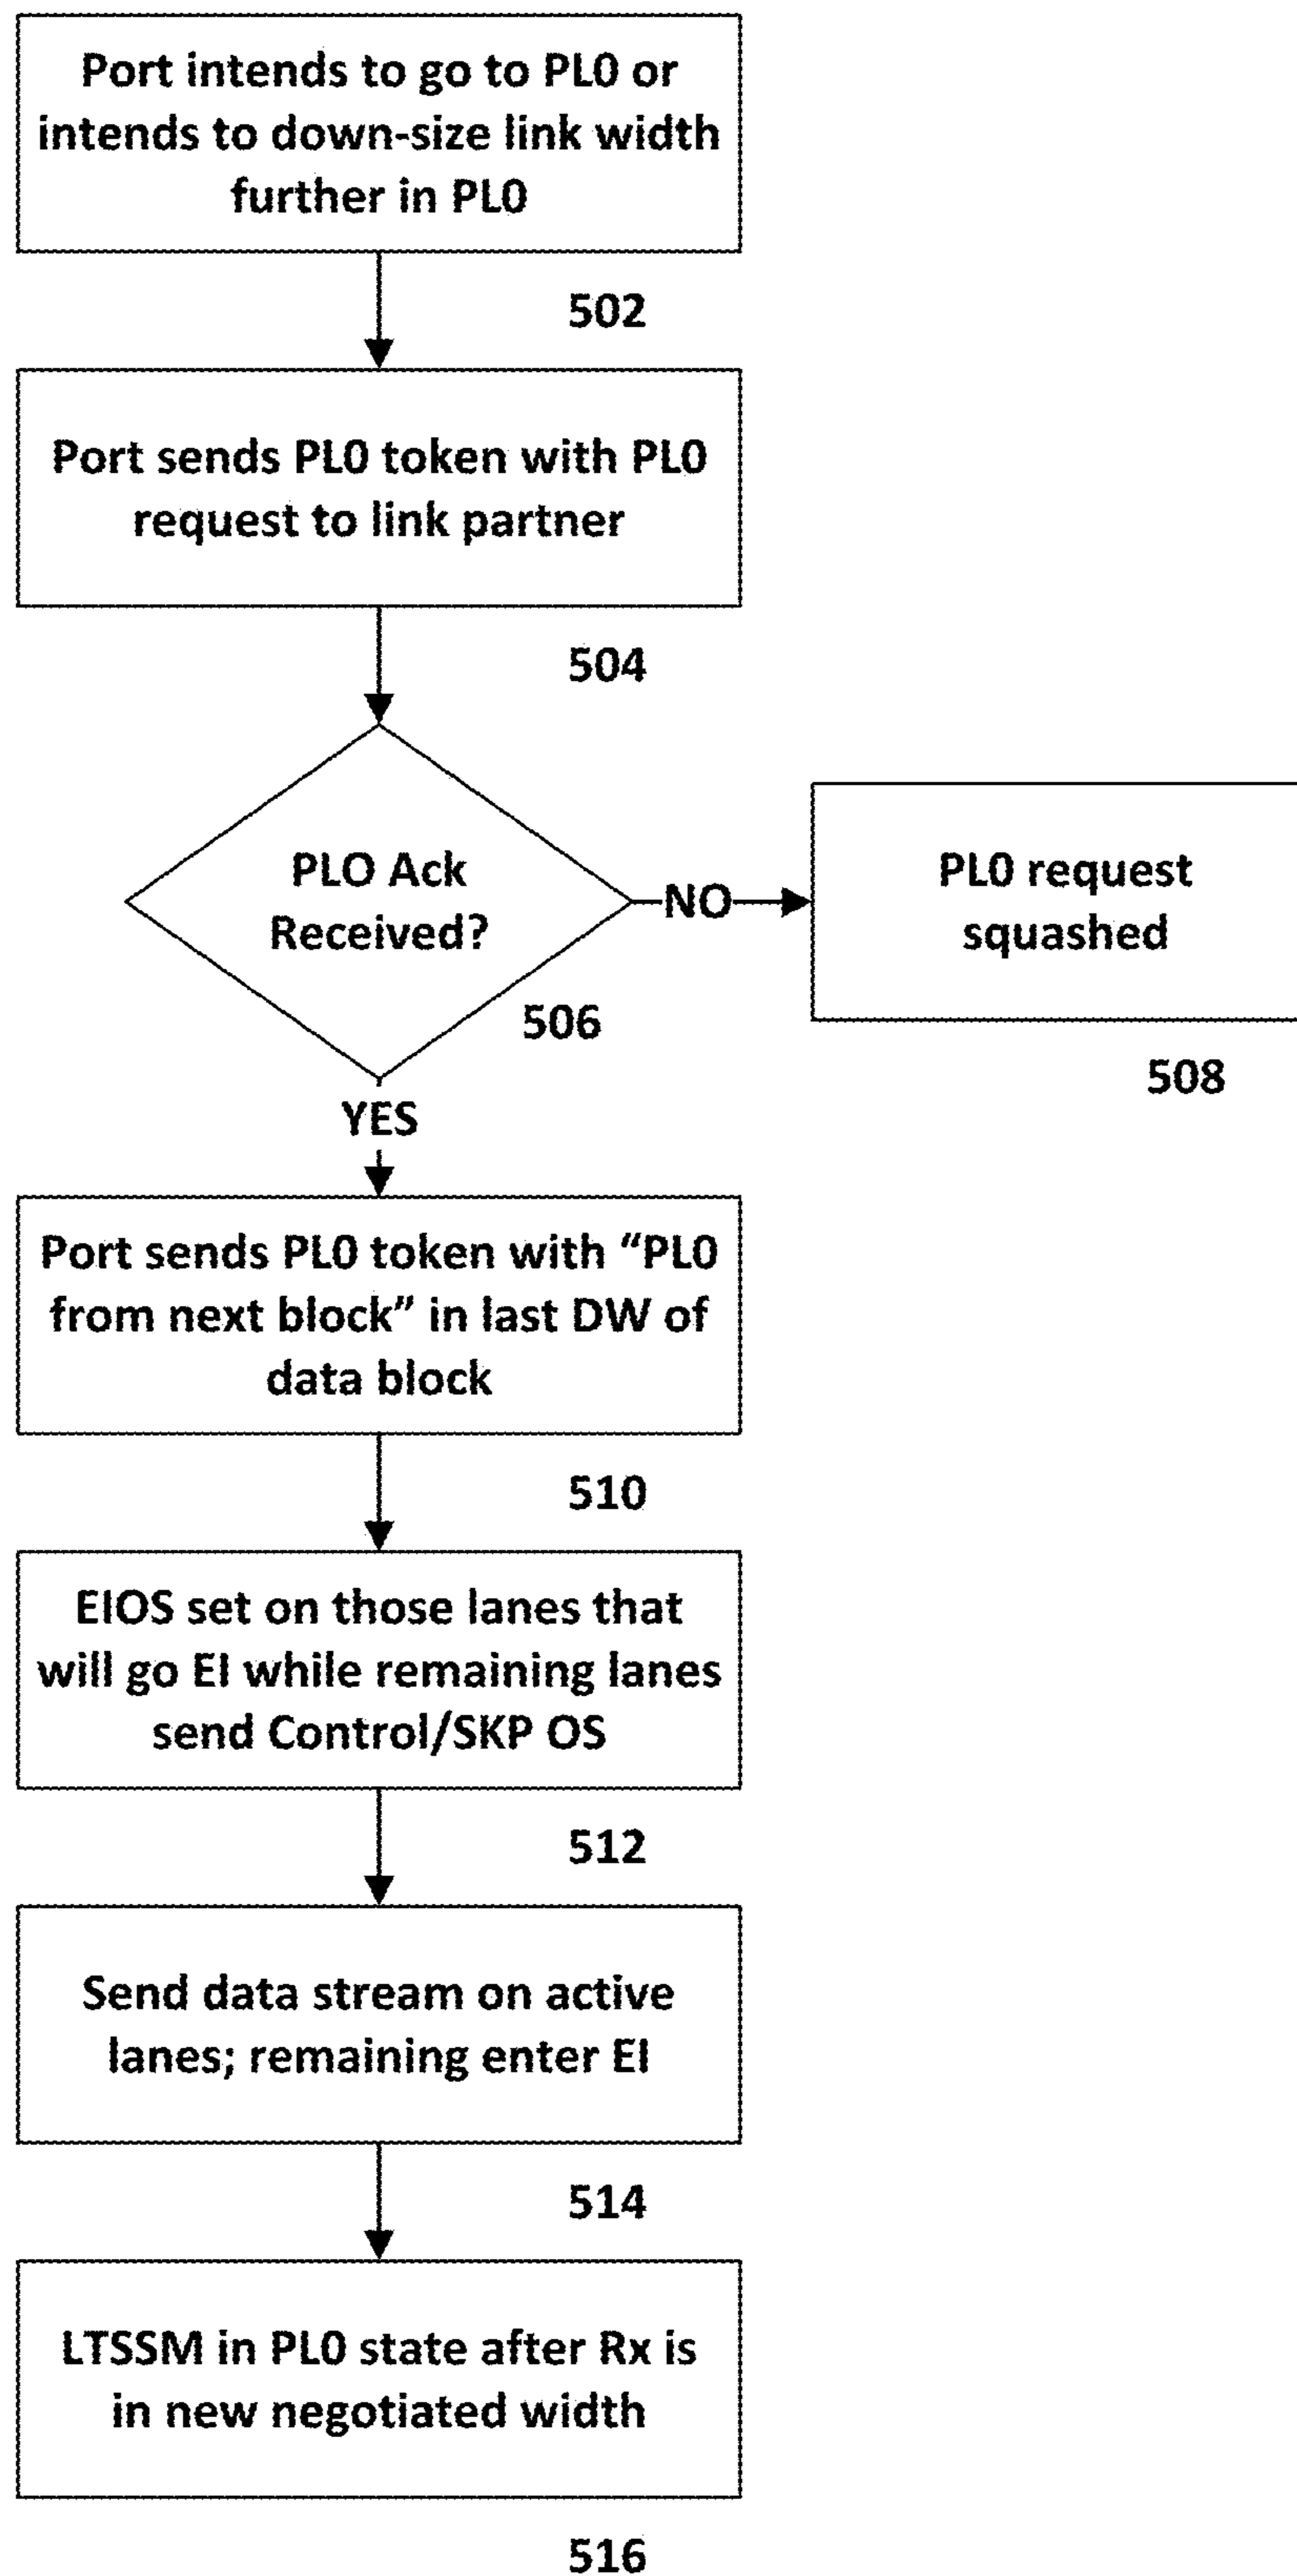 Port intends to go to PL0 or
intends to down-size link width
further in PL0
502
Port sends PL0 token with PL0
request to link partner
504
PLO Ack
Received?
NO
PL0 request
squashed
506
508
YES
Port sends PL0 token with “PL0
from next block” in last DW of
data block
510
EIOS set on those lanes that
will go EI while remaining lanes
send Control/SKP OS
512
Send data stream on active
lanes; remaining enter EI
514
LTSSM in PL0 state after Rx is
in new negotiated width
516